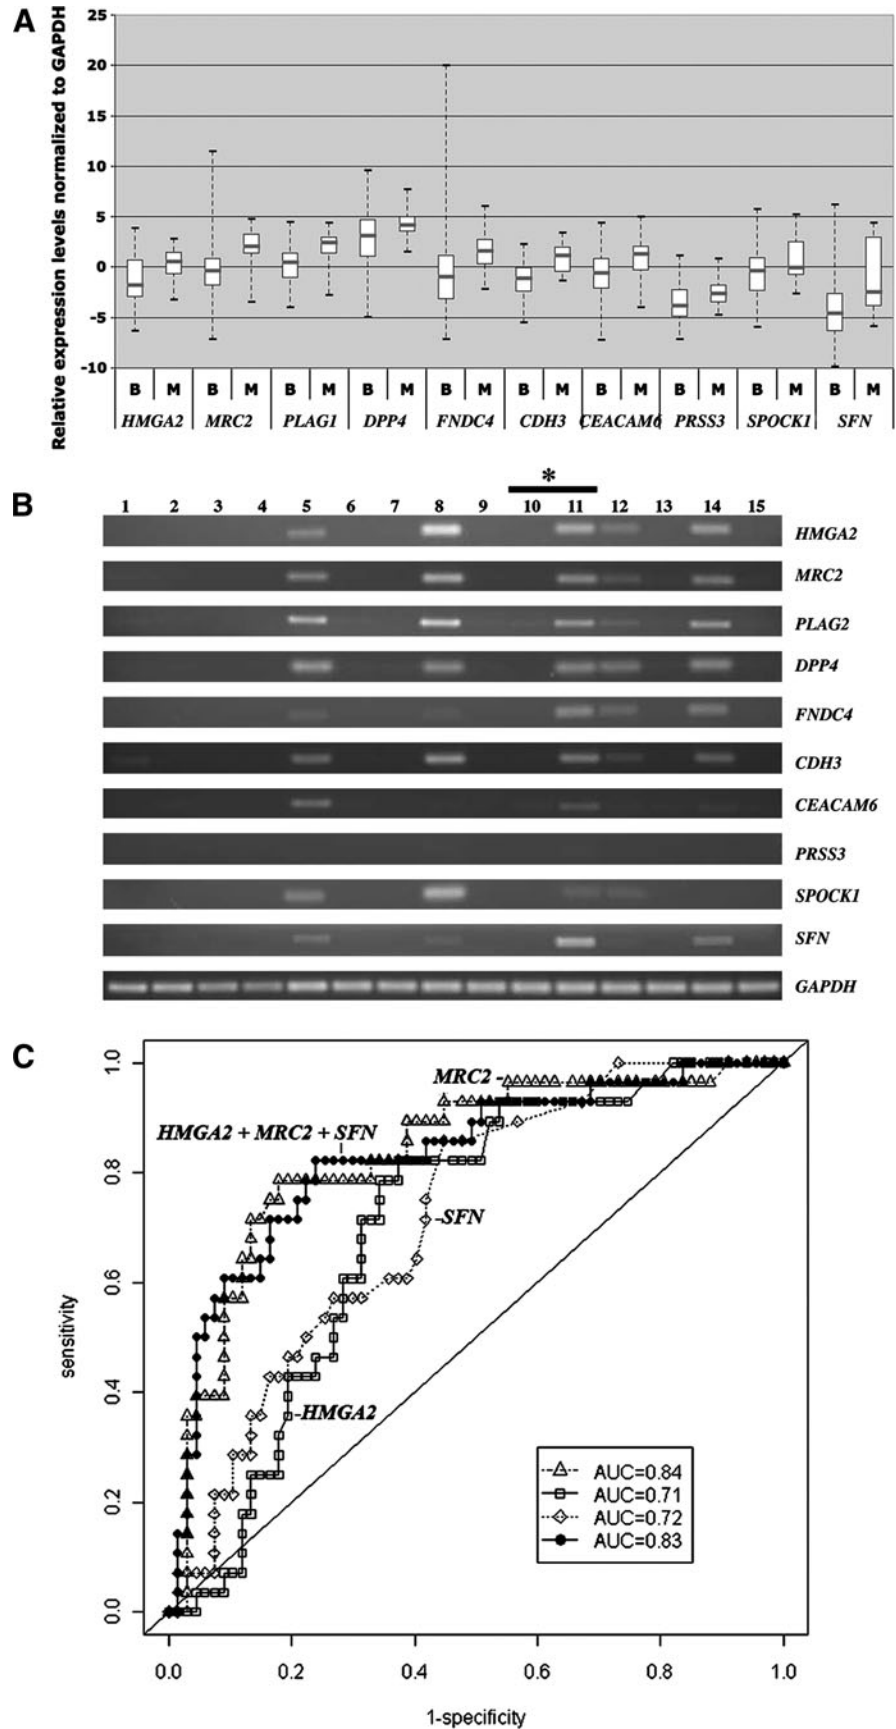 A
Relative expression levels normalized to GAPDH
25
20
15
10
5
0
-5
-10
B M B M B M B M B M B M B M B M B M B M
HMGA2 MRC2 PLAG1 DPP4 FNDC4 CDH3 CEACAM6 PRSS3 SPOCK1 SFN
B
*
1 2 3 4 5 6 7 8 9 10 11 12 13 14 15
HMGA2
MRC2
PLAG2
DPP4
FNDC4
CDH3
CEACAM6
PRSS3
SPOCK1
SFN
GAPDH
C
sensitivity
1.0
0.8
0.6
0.4
0.2
0.0
MRC2 -
HMGA2 + MRC2 + SFN
-SFN
-HMGA2
AUC=0.84
AUC=0.71
AUC=0.72
AUC=0.83
0.0 0.2 0.4 0.6 0.8 1.0
1-specificity